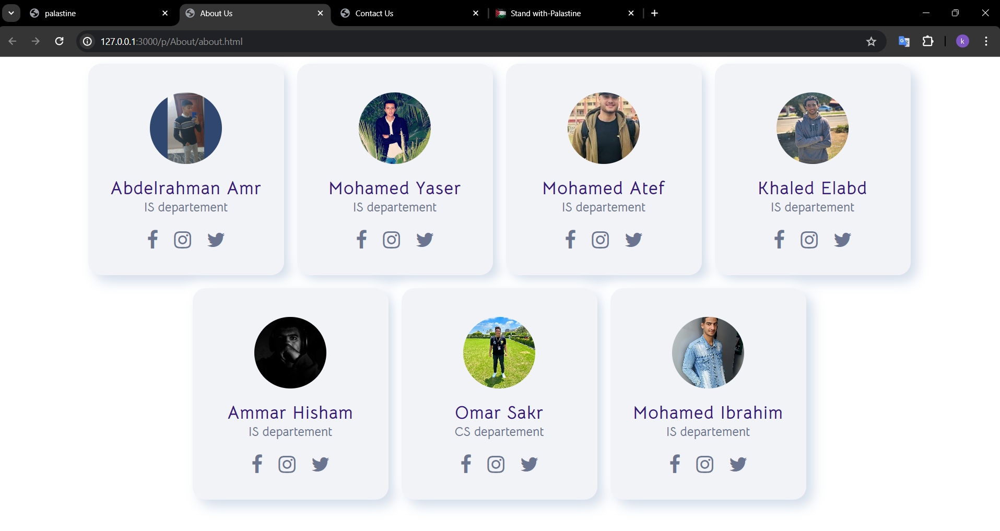 palastine
About Us
Contact Us
Stand with-Palastine
127.0.0.1:3000/p/About/about.html
k
Abdelrahman Amr
IS departement
Mohamed Yaser
IS departement
Mohamed Atef
IS departement
Khaled Elabd
IS departement
Ammar Hisham
IS departement
Omar Sakr
CS departement
Mohamed Ibrahim
IS departement